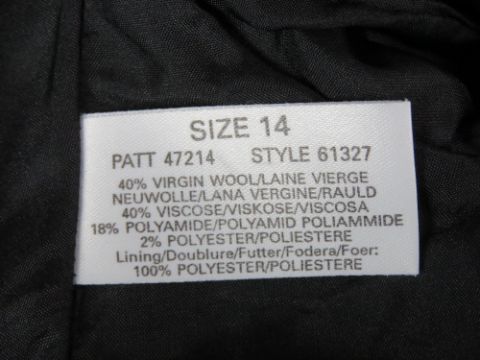 SIZE 14
PATT 47214 STYLE 61327
40% VIRGIN WOOL/LAINE VIERGE
NEUWOLLE/LANA VERGINE/RAULD
40% VISCOSE/VISKOSE/VISCOSA
18% POLYAMIDE/POLYAMID POLIAMMIDE
2% POLYESTER/POLIESTERE
Lining/Doublure/Futter/Fodera/Foer:
100% POLYESTER/POLIESTERE